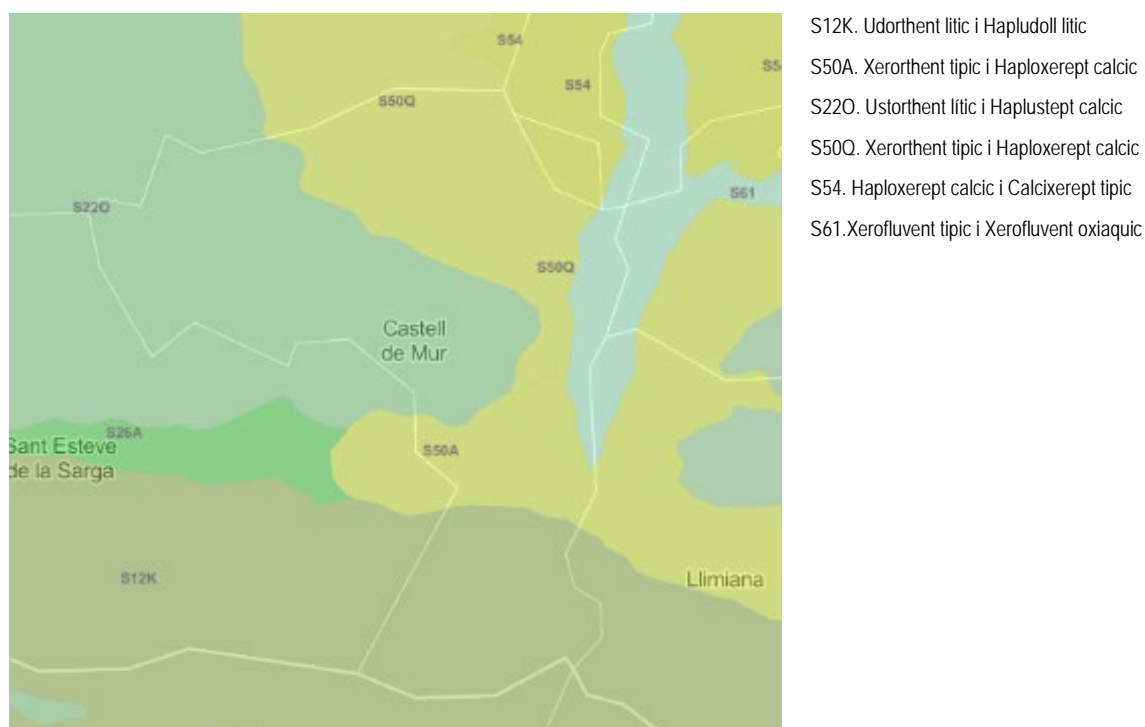 S54
S50Q
S54
S5
S22O
S61
S50Q
Castell
de Mur
S26A
Sant Esteve
de la Sarga
S50A
S12K
Llimiana
S12K. Udorthent litic i Hapludoll litic
S50A. Xerorthent tipic i Haploxerept calcic
S22O. Ustorthent lític i Haplustept calcic
S50Q. Xerorthent tipic i Haploxerept calcic
S54. Haploxerept calcic i Calcixerept tipic
S61.Xerofluvent tipic i Xerofluvent oxiaquic